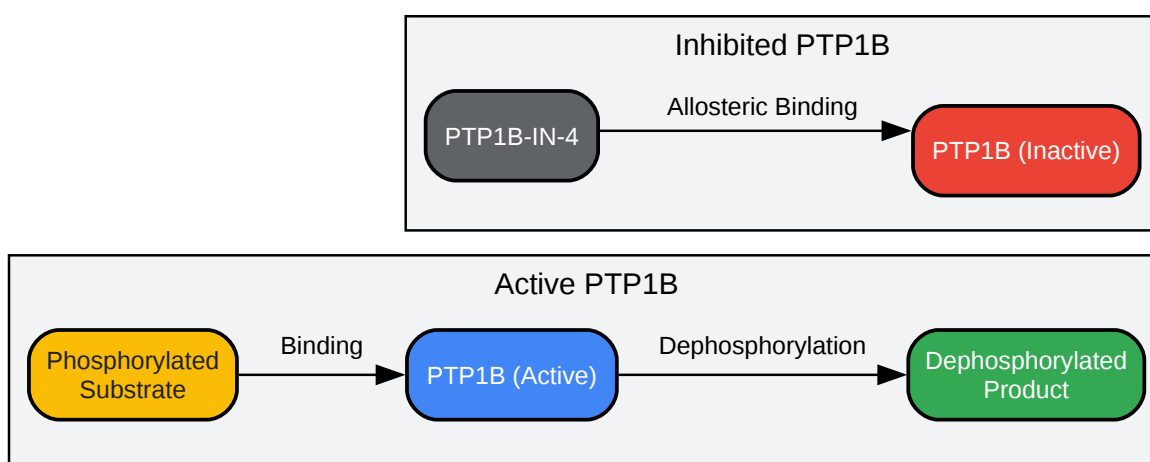 Inhibited PTP1B
Allosteric Binding
PTP1B-IN-4
PTP1B (Inactive)
Active PTP1B
Phosphorylated
Substrate
Binding
PTP1B (Active)
Dephosphorylation
Dephosphorylated
Product